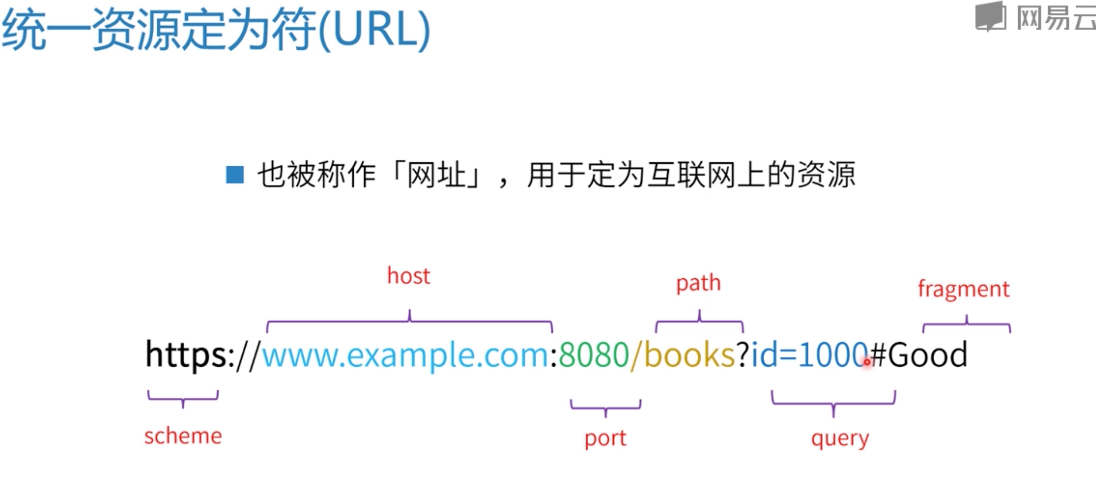 统一资源定为符(URL)
网易云
也被称作「网址」，用于定为互联网上的资源
host
path
fragment
https://www.example.com:8080/books?id=1000#Good
scheme
port
query